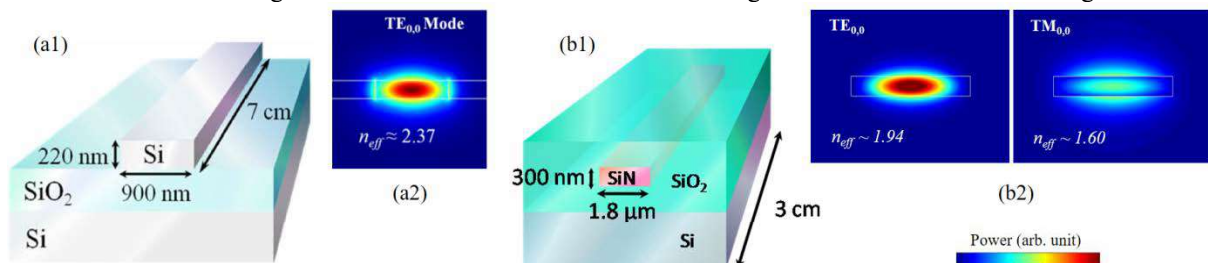 (a1)
7 cm
220 nm
Si
900 nm
SiO2
Si
TE0,0 Mode
neff ≈ 2.37
(a2)
(b1)
300 nm
SiN
SiO2
1.8 μm
3 cm
Si
TE0,0
neff ~ 1.94
TM0,0
neff ~ 1.60
(b2)
Power (arb. unit)